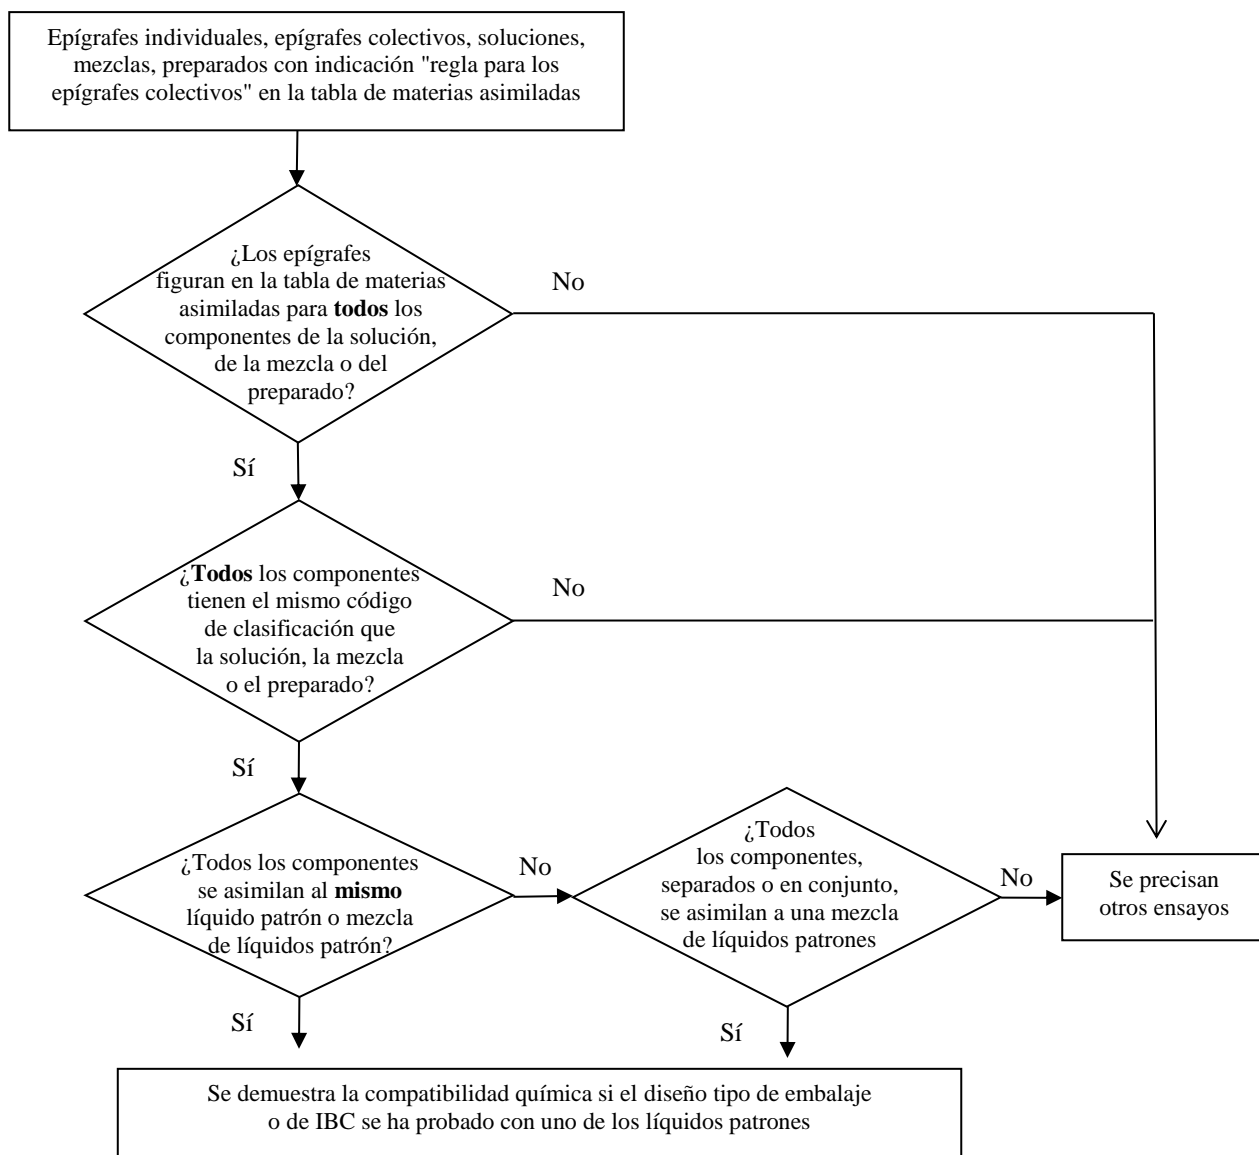 Epígrafes individuales, epígrafes colectivos, soluciones,
mezclas, preparados con indicación "regla para los
epígrafes colectivos" en la tabla de materias asimiladas
¿Los epígrafes
figuran en la tabla de materias
asimiladas para todos los
componentes de la solución,
de la mezcla o del
preparado?
No
Sí
¿Todos los componentes
tienen el mismo código
de clasificación que
la solución, la mezcla
o el preparado?
No
Sí
¿Todos los componentes
se asimilan al mismo
líquido patrón o mezcla
de líquidos patrón?
No
¿Todos
los componentes,
separados o en conjunto,
se asimilan a una mezcla
de líquidos patrones
No
Se precisan
otros ensayos
Sí
Sí
Se demuestra la compatibilidad química si el diseño tipo de embalaje
o de IBC se ha probado con uno de los líquidos patrones